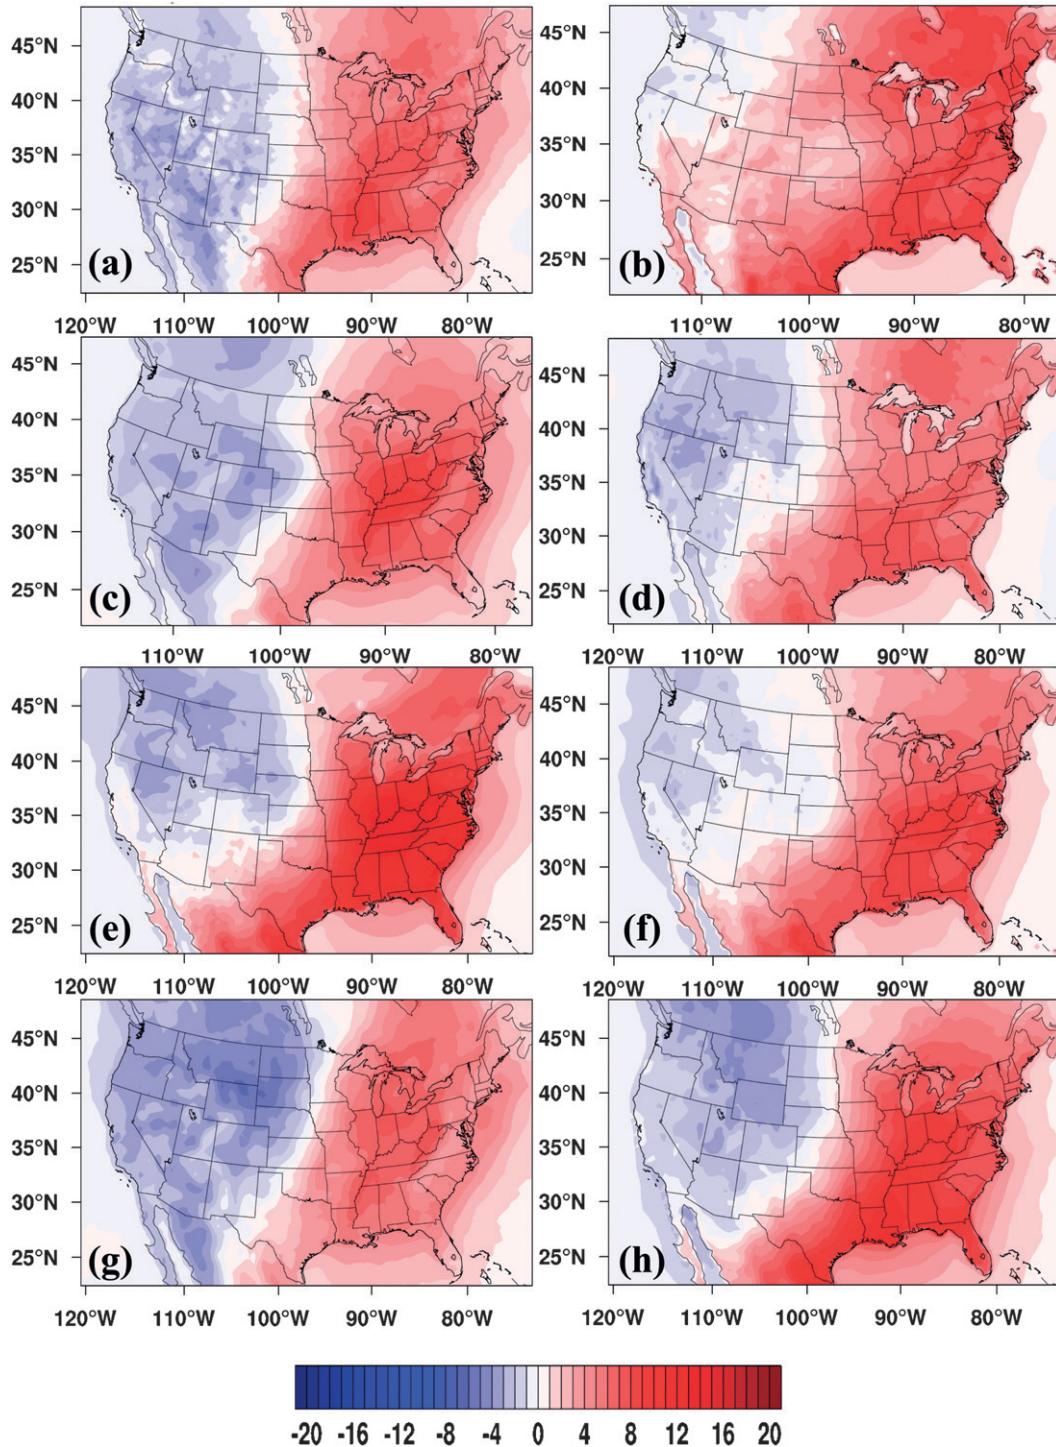 45°N 45°N
40°N 40°N
35°N 35°N
30°N 30°N
25°N (a) 25°N (b)
120°W 110°W 100°W 90°W 80°W 110°W 100°W 90°W 80°W
45°N 45°N
40°N 40°N
35°N 35°N
30°N 30°N
25°N (c) 25°N (d)
110°W 100°W 90°W 80°W 120°W 110°W 100°W 90°W 80°W
45°N 45°N
40°N 40°N
35°N 35°N
30°N 30°N
25°N (e) 25°N (f)
120°W 110°W 100°W 90°W 80°W 120°W 110°W 100°W 90°W 80°W
45°N 45°N
40°N 40°N
35°N 35°N
30°N 30°N
25°N (g) 25°N (h)
120°W 110°W 100°W 90°W 80°W 120°W 110°W 100°W 90°W 80°W
-20 -16 -12 -8 -4 0 4 8 12 16 20